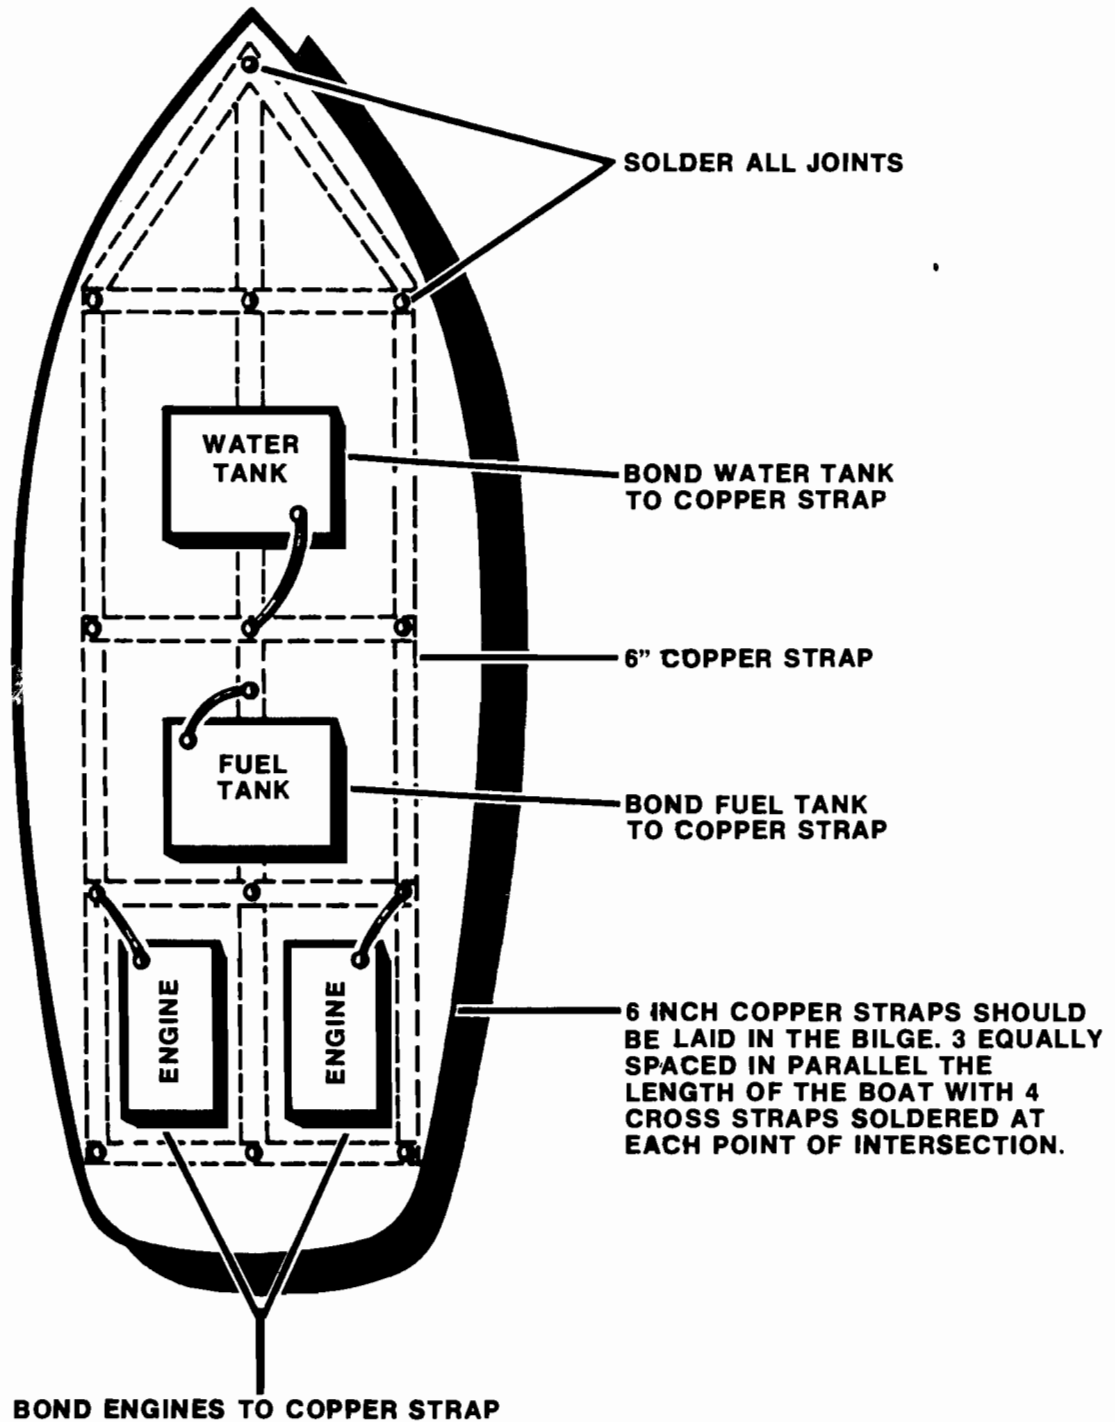 SOLDER ALL JOINTS
WATER
TANK
BOND WATER TANK
TO COPPER STRAP
6” COPPER STRAP
FUEL
TANK
BOND FUEL TANK
TO COPPER STRAP
ENGINE
ENGINE
6 INCH COPPER STRAPS SHOULD
BE LAID IN THE BILGE. 3 EQUALLY
SPACED IN PARALLEL THE
LENGTH OF THE BOAT WITH 4
CROSS STRAPS SOLDERED AT
EACH POINT OF INTERSECTION.
BOND ENGINES TO COPPER STRAP